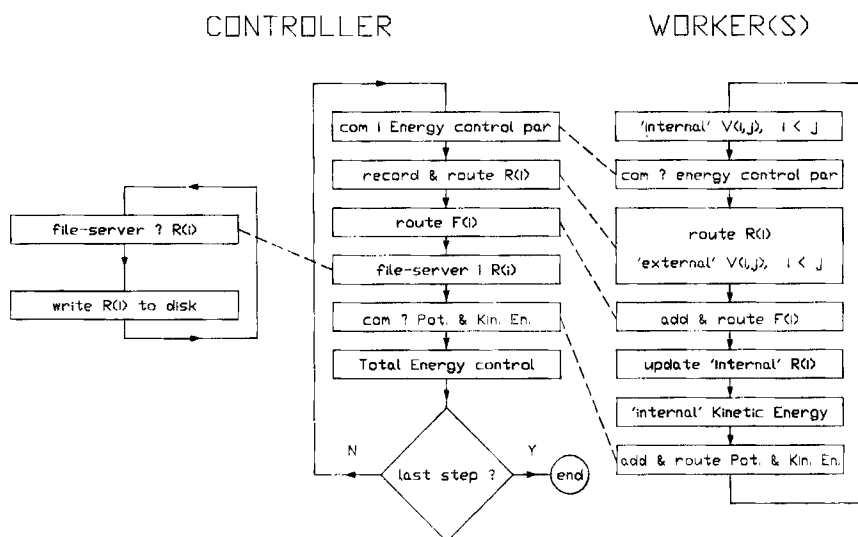 CONTROLLER
WORKER(S)
file-server ? R(i)
write R(i) to disk
com ! Energy control par
record & route R(i)
route F(i)
file-server ! R(i)
com ? Pot. & Kin. En.
Total Energy control
N
Y
last step ?
end
'internal' V(i,j), i < j
com ? energy control par
route R(i)
'external' V(i,j), i < j
add & route F(i)
update 'internal' R(i)
'internal' Kinetic Energy
add & route Pot. & Kin. En.